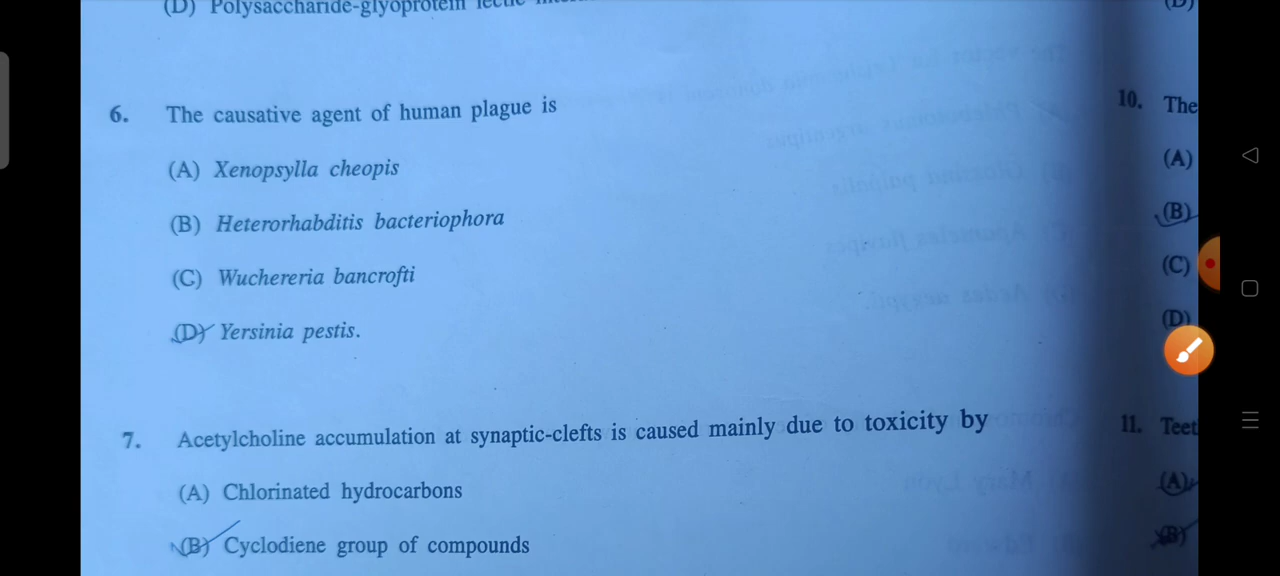 (D) Polysaccharide-glyoprotein
6. The causative agent of human plague is
(A) Xenopsylla cheopis
(B) Heterorhabditis bacteriophora
(C) Wuchereria bancrofti
(D) Yersinia pestis.
7. Acetylcholine accumulation at synaptic-clefts is caused mainly due to toxicity by
(A) Chlorinated hydrocarbons
(B) Cyclodiene group of compounds
(D)
10. The
(A)
(B)
(C)
(D)
11. Teet
(A)
(B)